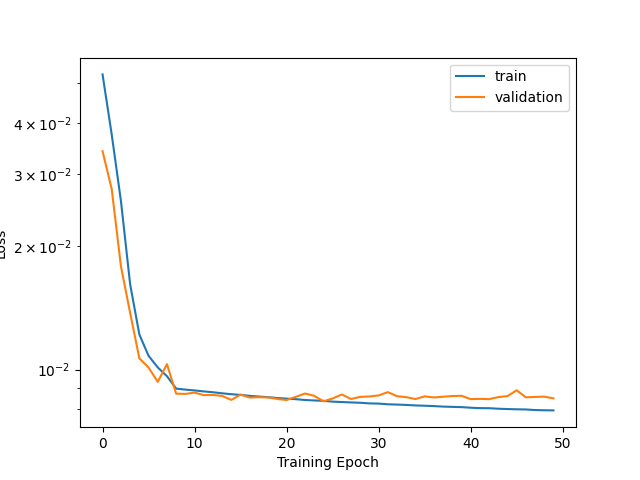 train
validation
4 × 10⁻²
3 × 10⁻²
2 × 10⁻²
10⁻²
Loss
0 10 20 30 40 50
Training Epoch